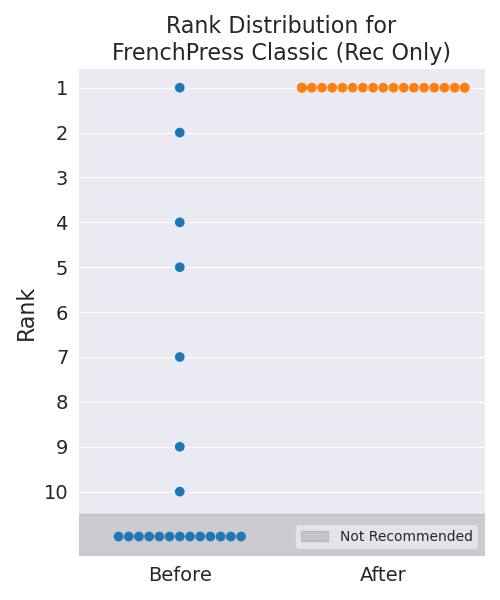 Rank Distribution for
FrenchPress Classic (Rec Only)
Rank
1
2
3
4
5
6
7
8
9
10
Not Recommended
Before
After